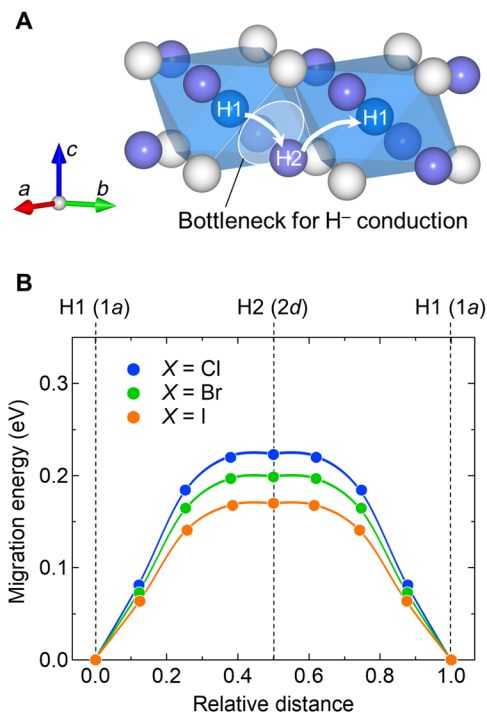 A
H1
H1
H2
c
a
b
Bottleneck for H– conduction
B
H1 (1a)
H2 (2d)
H1 (1a)
X = Cl
X = Br
X = I
Migration energy (eV)
0.3
0.2
0.1
0.0
0.0 0.2 0.4 0.6 0.8 1.0
Relative distance